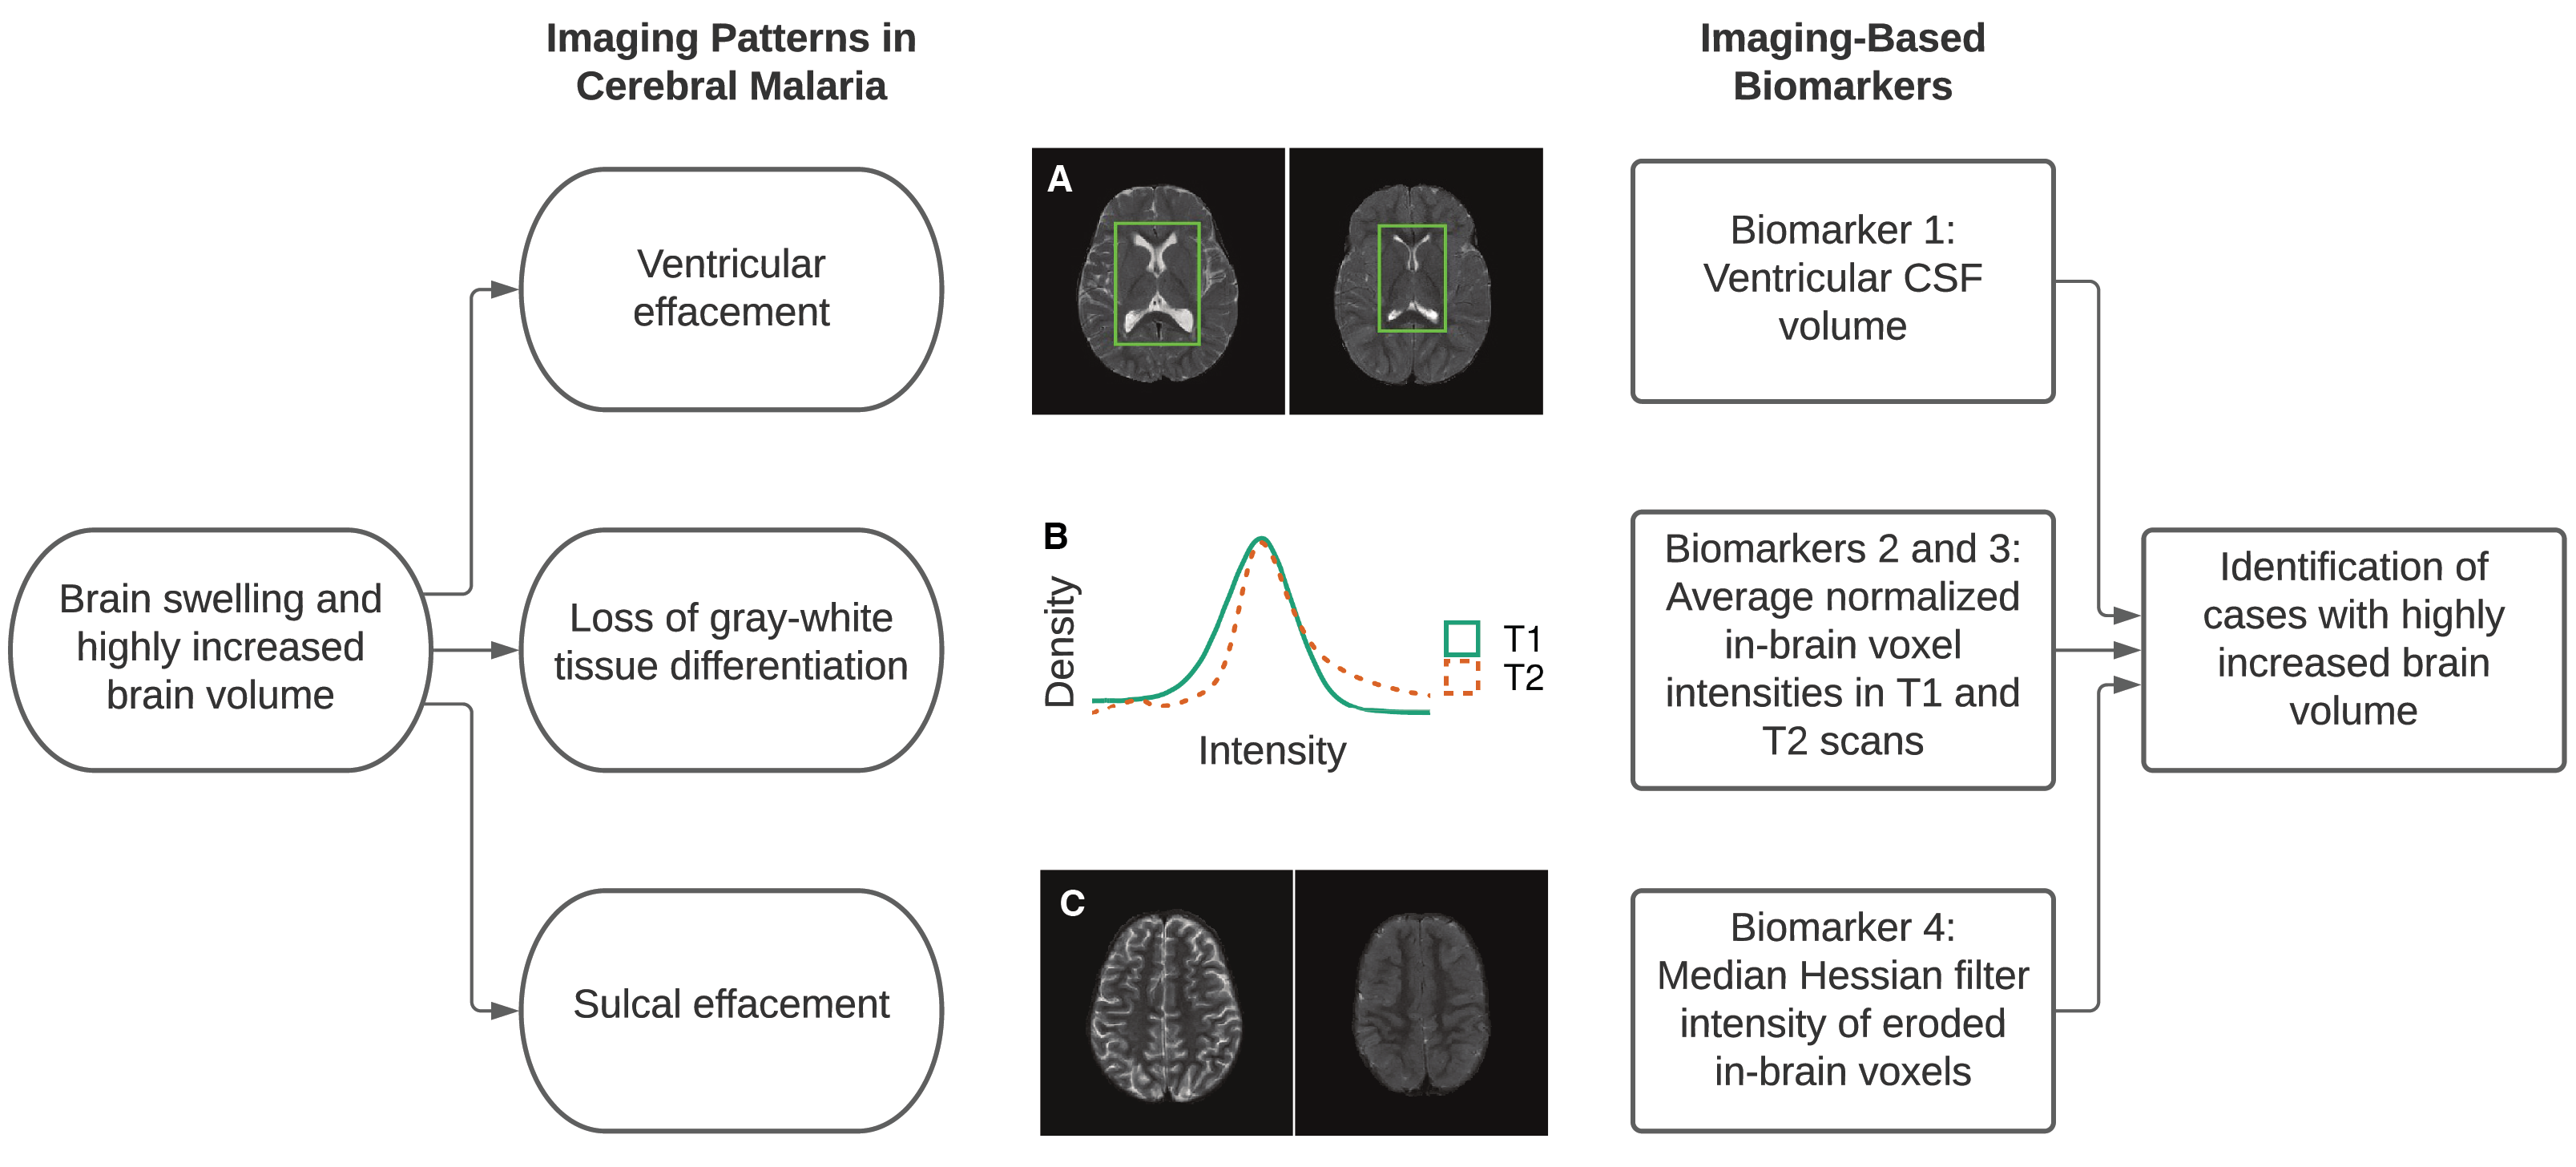 Imaging Patterns in
Cerebral Malaria
Imaging-Based
Biomarkers
Ventricular
effacement
A
Biomarker 1:
Ventricular CSF
volume
Brain swelling and
highly increased
brain volume
Loss of gray-white
tissue differentiation
B
Density
Intensity
T1
T2
Biomarkers 2 and 3:
Average normalized
in-brain voxel
intensities in T1 and
T2 scans
Identification of
cases with highly
increased brain
volume
Sulcal effacement
C
Biomarker 4:
Median Hessian filter
intensity of eroded
in-brain voxels